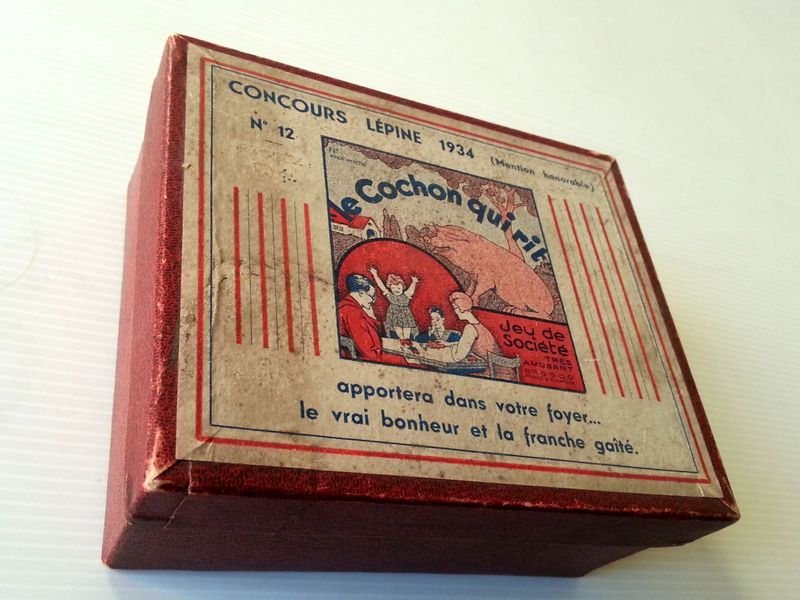 CONCOURS LÉPINE 1934 (Mention honorable)
N° 12
Le Cochon qui rit
Jeu de
Société
TRÈS
AMUSANT
apportera dans votre foyer...
le vrai bonheur et la franche gaîté.